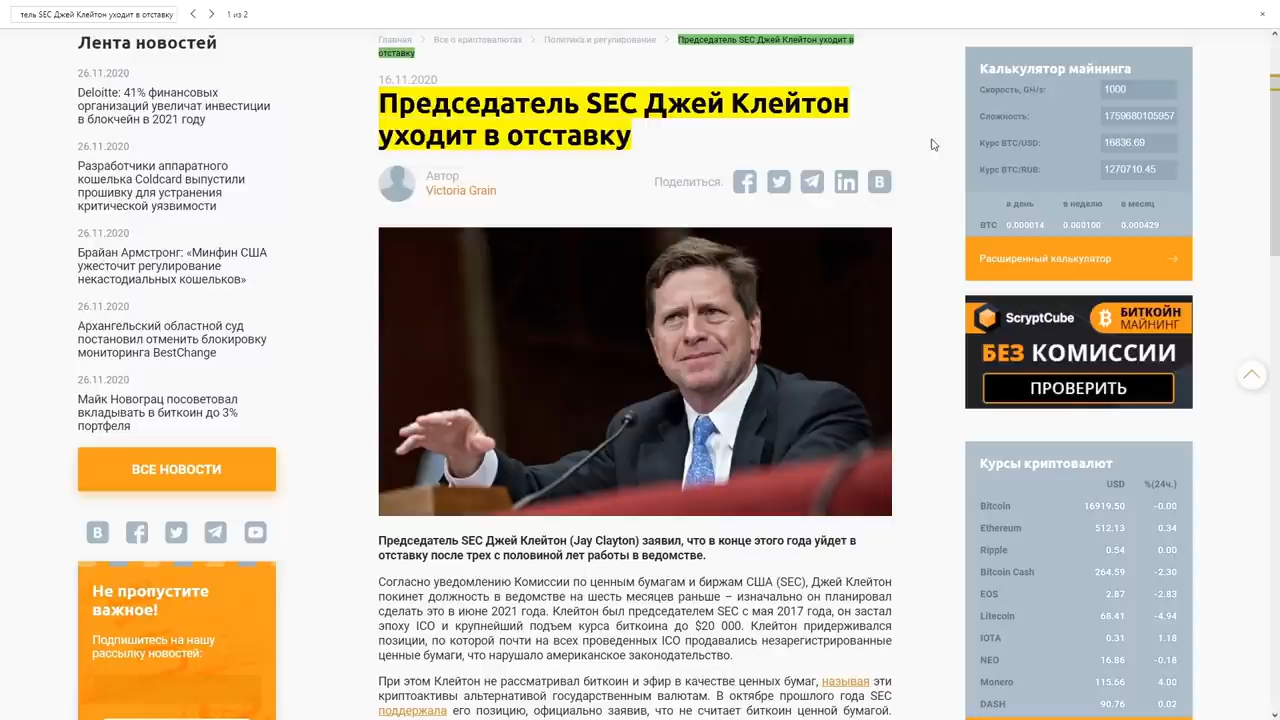 тель SEC Джей Клейтон уходит в отставку
1 из 2
Лента новостей
26.11.2020
Deloitte: 41% финансовых
организаций увеличат инвестиции
в блокчейн в 2021 году
26.11.2020
Разработчики аппаратного
кошелька Coldcard выпустили
прошивку для устранения
критической уязвимости
26.11.2020
Брайан Армстронг: «Минфин США
ужесточит регулирование
некастодиальных кошельков»
26.11.2020
Архангельский областной суд
постановил отменить блокировку
мониторинга BestChange
26.11.2020
Майк Новограц посоветовал
вкладывать в биткоин до 3%
портфеля
ВСЕ НОВОСТИ
Не пропустите
важное!
Подпишитесь на нашу
рассылку новостей:
Главная Все о криптовалютах Политика и регулирование Председатель SEC Джей Клейтон уходит в
отставку
16.11.2020
Председатель SEC Джей Клейтон
уходит в отставку
Автор
Victoria Grain
Поделиться:
Председатель SEC Джей Клейтон (Jay Clayton) заявил, что в конце этого года уйдет в
отставку после трех с половиной лет работы в ведомстве.
Согласно уведомлению Комиссии по ценным бумагам и биржам США (SEC), Джей Клейтон
покинет должность в ведомстве на шесть месяцев раньше – изначально он планировал
сделать это в июне 2021 года. Клейтон был председателем SEC с мая 2017 года, он застал
эпоху ICO и крупнейший подъем курса биткоина до $20 000. Клейтон придерживался
позиции, по которой почти на всех проведенных ICO продавались незарегистрированные
ценные бумаги, что нарушало американское законодательство.
При этом Клейтон не рассматривал биткоин и эфир в качестве ценных бумаг, называя эти
криптоактивы альтернативой государственным валютам. В октябре прошлого года SEC
поддержала его позицию, официально заявив, что не считает биткоин ценной бумагой.
Калькулятор майнинга
Скорость, GH/s: 1000
Сложность: 1759680105957
Курс BTC/USD: 16836.69
Курс BTC/RUB: 1270710.45
в день в неделю в месяц
BTC 0.000014 0.000100 0.000429
Расширенный калькулятор
ScryptCube
БИТКОЙН
МАЙНИНГ
БЕЗ КОМИССИИ
ПРОВЕРИТЬ
Курсы криптовалют
USD %(24ч.)
Bitcoin 16919.50 -0.00
Ethereum 512.13 0.34
Ripple 0.54 0.00
Bitcoin Cash 264.59 -2.30
EOS 2.87 -2.83
Litecoin 68.41 -4.94
IOTA 0.31 1.18
NEO 16.86 -0.18
Monero 115.66 4.00
DASH 90.76 0.02